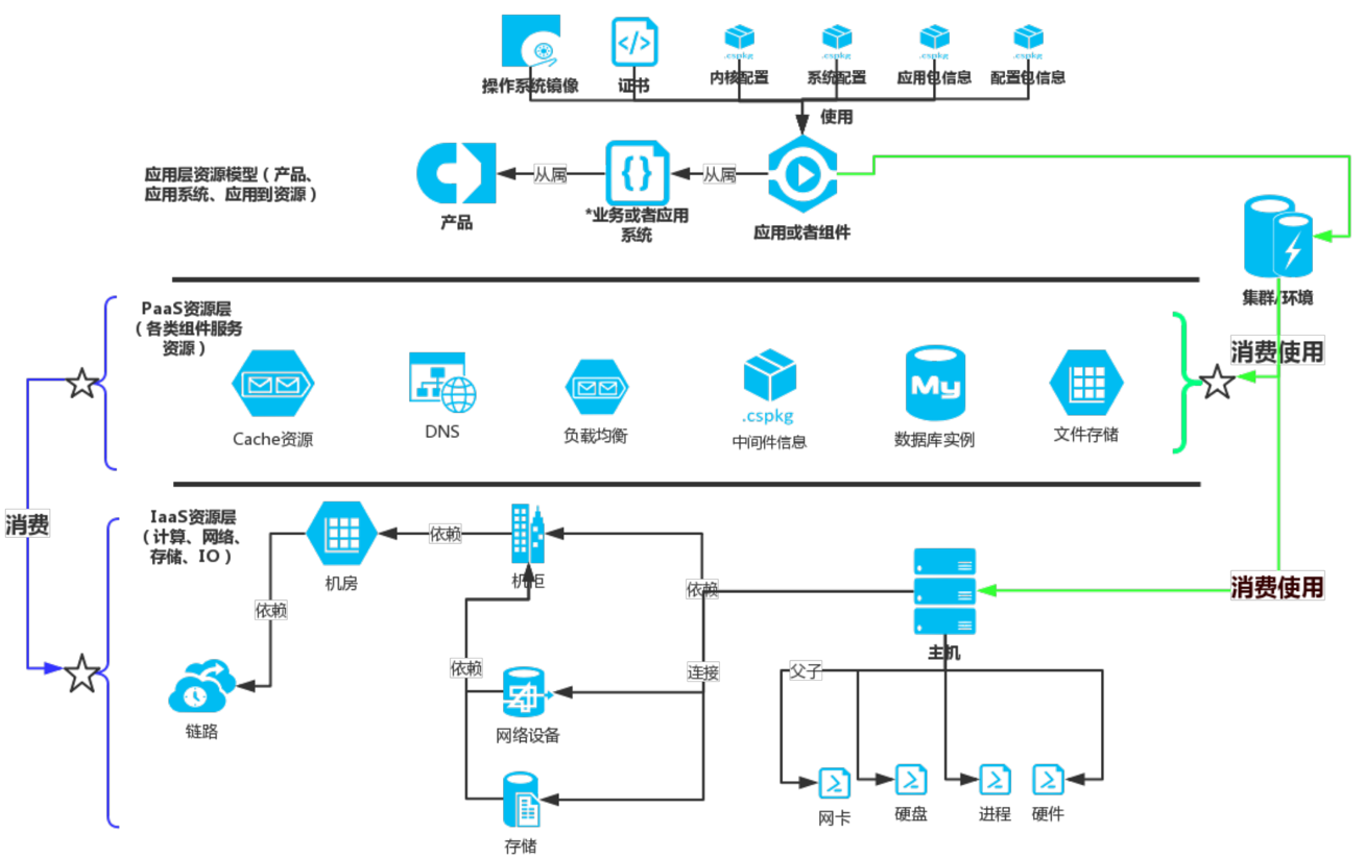 操作系统镜像
证书
.cspkg
内核配置
.cspkg
系统配置
.cspkg
应用包信息
.cspkg
配置包信息
使用
应用层资源模型（产品、
应用系统、应用到资源）
产品
从属
*业务或者应用
系统
从属
应用或者组件
集群/环境
消费使用
PaaS资源层
（各类组件服务
资源）
Cache资源
DNS
负载均衡
.cspkg
中间件信息
My
数据库实例
文件存储
消费
IaaS资源层
（计算、网络、
存储、IO）
机房
依赖
机柜
依赖
依赖
主机
消费使用
链路
依赖
网络设备
连接
父子
存储
网卡
硬盘
进程
硬件